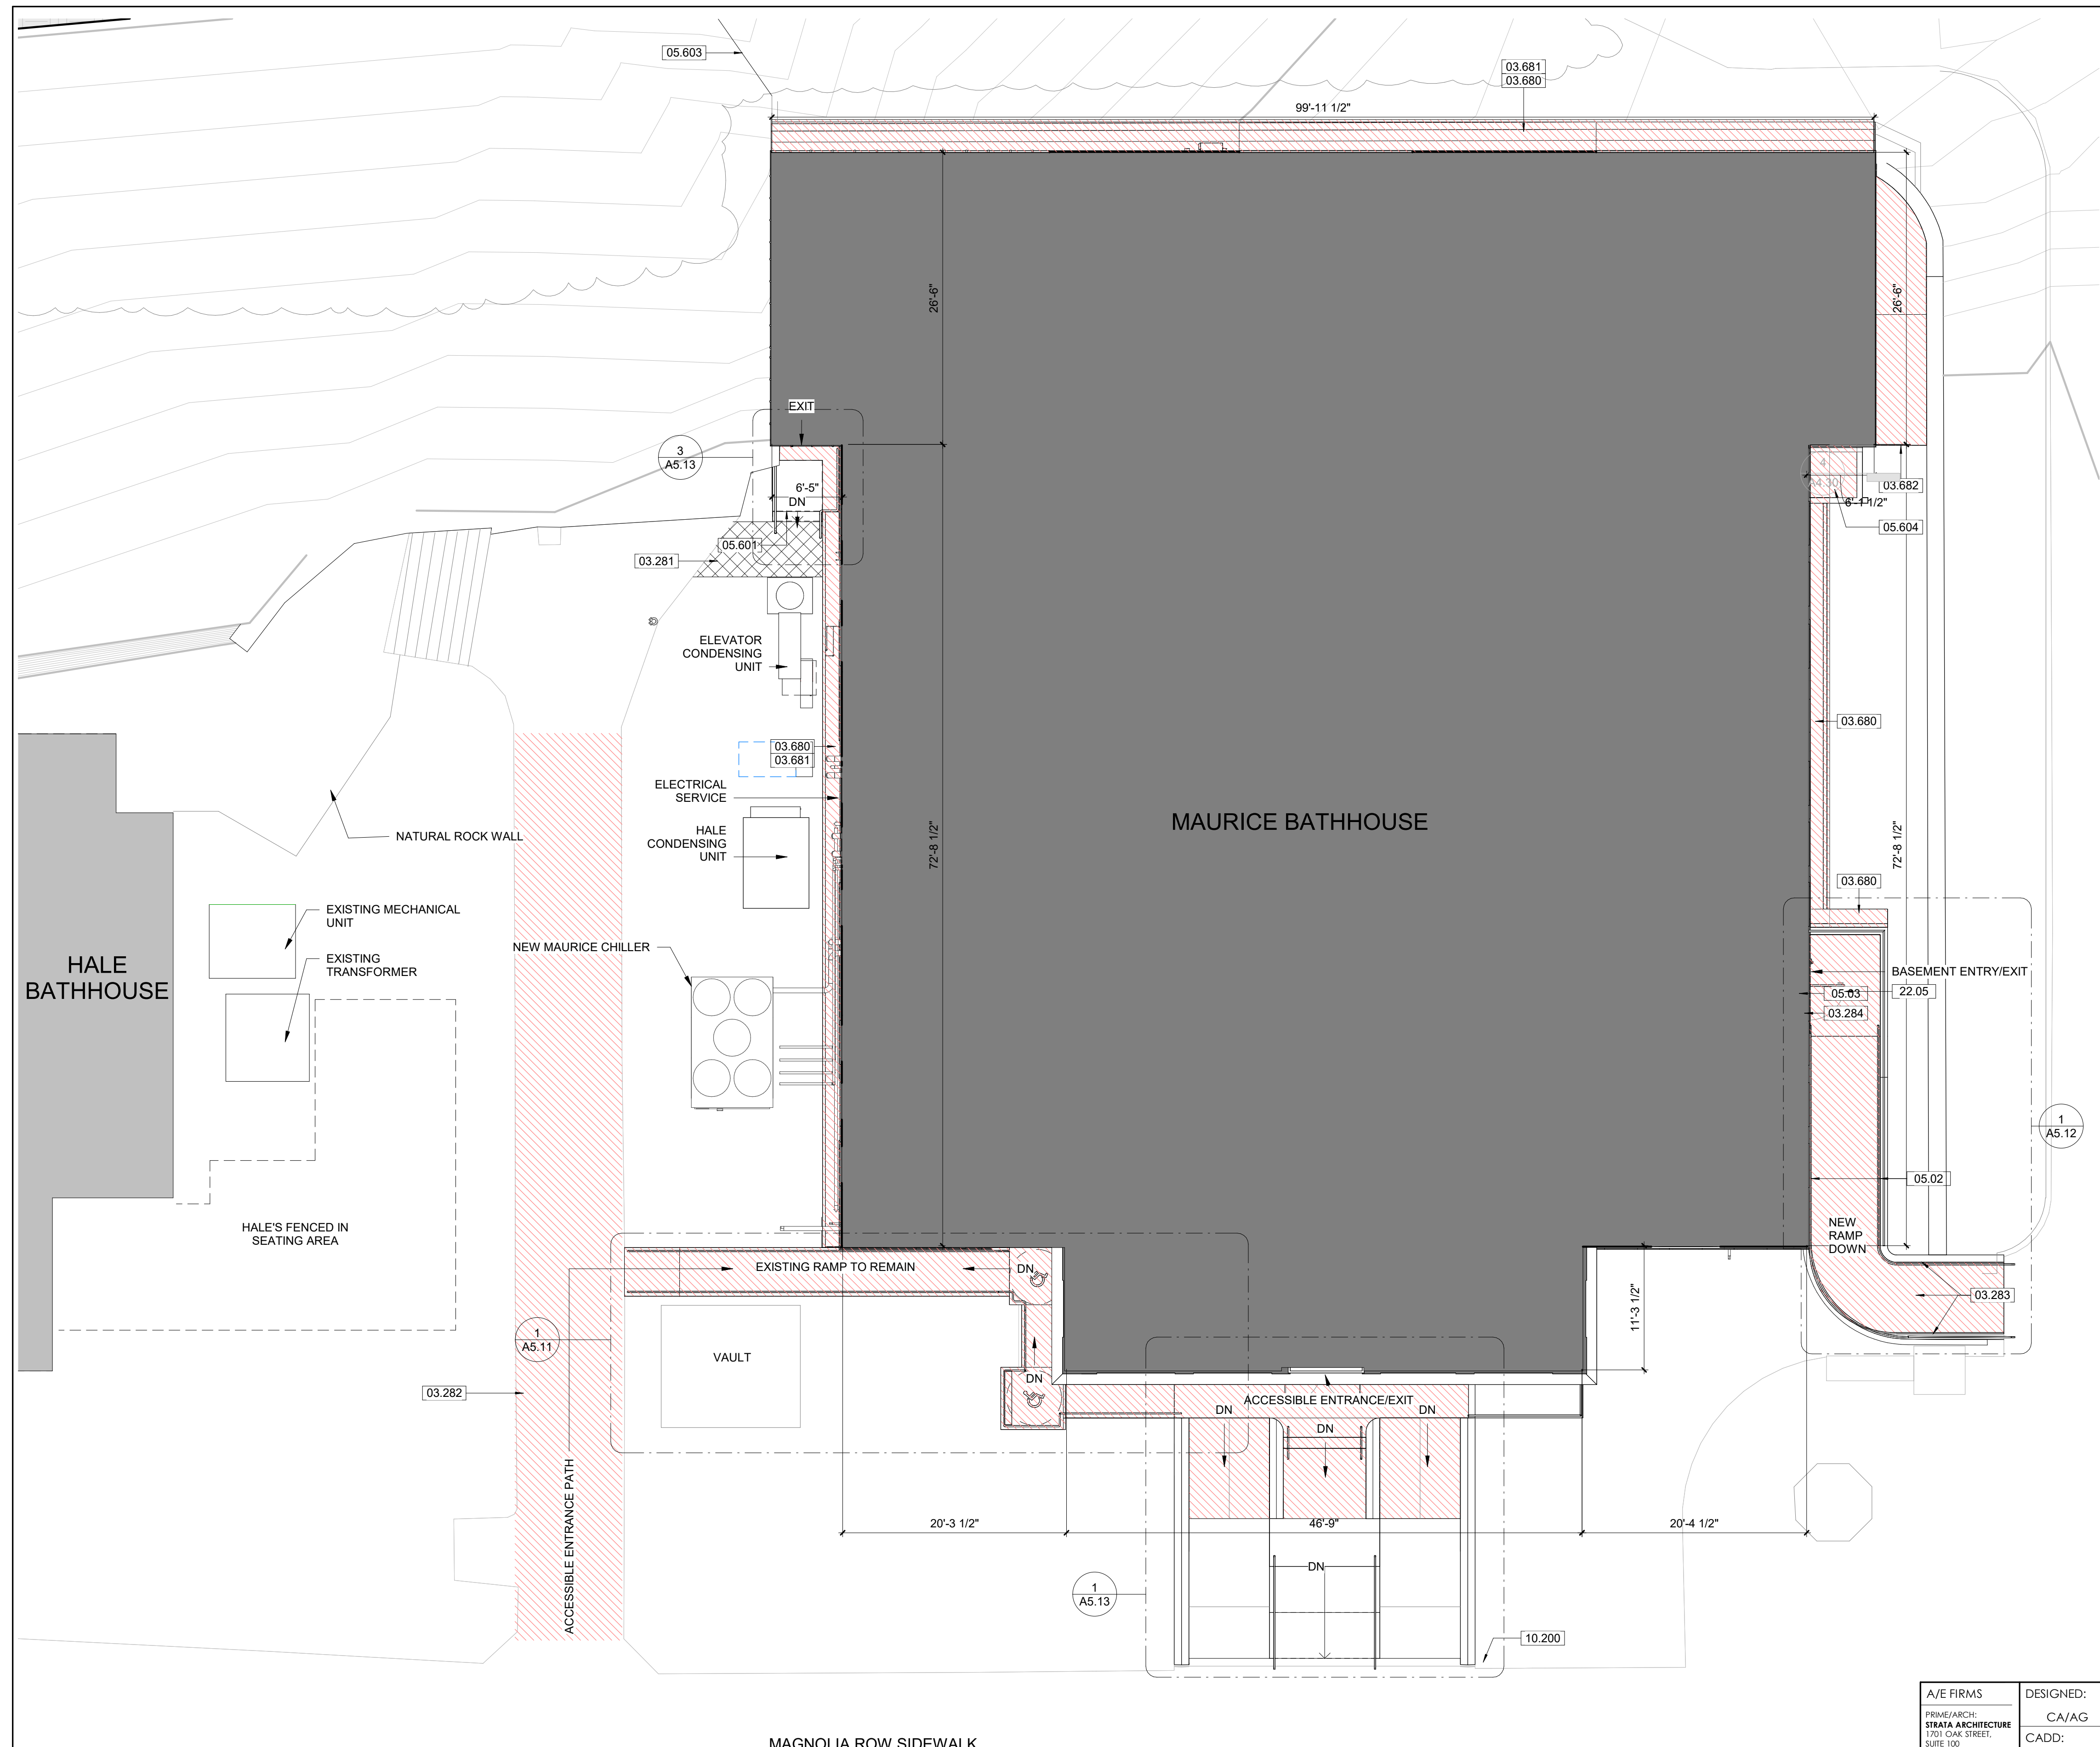 05.603
03.681
03.680
99'-11 1/2"
26'-6"
26'-6"
EXIT
3
A5.13
6'-5"
DN
4
A4.30
03.682
6'-1 1/2"
05.604
05.601
03.281
ELEVATOR
CONDENSING
UNIT
03.680
03.680
03.681
ELECTRICAL
SERVICE
HALE
CONDENSING
UNIT
MAURICE BATHHOUSE
72'-8 1/2"
72'-8 1/2"
NATURAL ROCK WALL
03.680
EXISTING MECHANICAL
UNIT
NEW MAURICE CHILLER
EXISTING
TRANSFORMER
HALE
BATHHOUSE
BASEMENT ENTRY/EXIT
05.03
22.05
03.284
1
A5.12
05.02
HALE'S FENCED IN
SEATING AREA
NEW
RAMP
DOWN
EXISTING RAMP TO REMAIN
DN
03.283
11'-3 1/2"
1
A5.11
VAULT
DN
03.282
ACCESSIBLE ENTRANCE/EXIT
DN
DN
DN
ACCESSIBLE ENTRANCE PATH
20'-3 1/2"
46'-9"
20'-4 1/2"
DN
1
A5.13
10.200
MAGNOLIA ROW SIDEWALK
A/E FIRMS
PRIME/ARCH:
STRATA ARCHITECTURE
1701 OAK STREET,
SUITE 100
DESIGNED:
CA/AG
CADD: